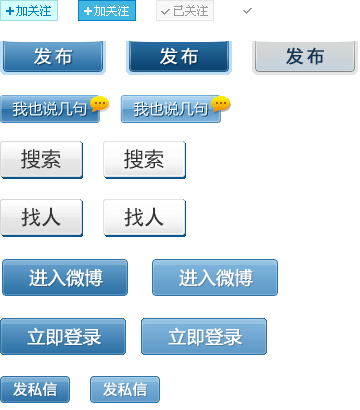 +加关注 +加关注 ✓已关注 ✓
发布 发布 发布
我也说几句 我也说几句
搜索 搜索
找人 找人
进入微博 进入微博
立即登录 立即登录
发私信 发私信